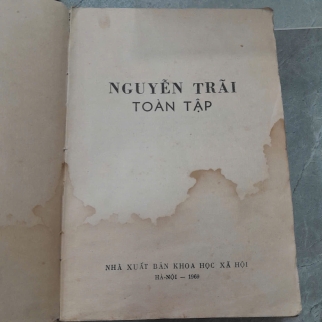 NGUYỄN TRÃI
TOÀN TẬP
NHÀ XUẤT BẢN KHOA HỌC XÃ HỘI
HÀ-NỘI — 1969